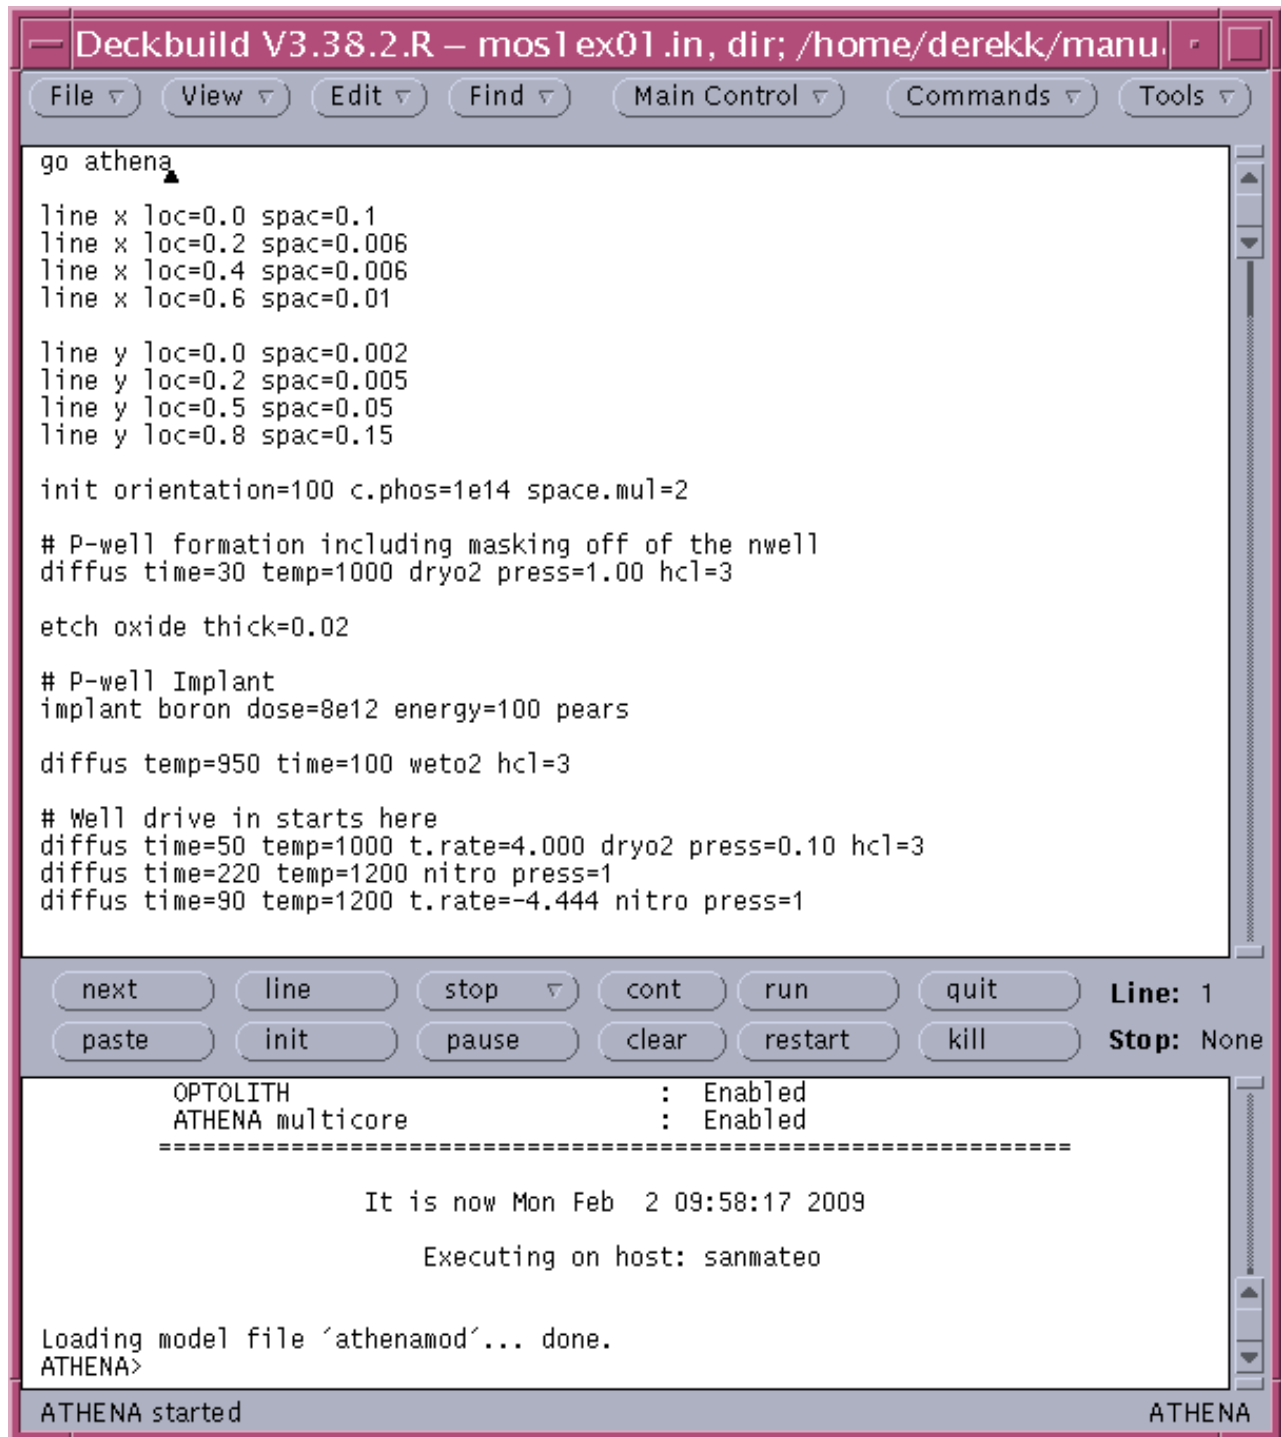 Deckbuild V3.38.2.R – mos1ex01.in, dir; /home/derekk/manu
File View Edit Find Main Control Commands Tools
go athena
line x loc=0.0 spac=0.1
line x loc=0.2 spac=0.006
line x loc=0.4 spac=0.006
line x loc=0.6 spac=0.01
line y loc=0.0 spac=0.002
line y loc=0.2 spac=0.005
line y loc=0.5 spac=0.05
line y loc=0.8 spac=0.15
init orientation=100 c.phos=1e14 space.mul=2
# P-well formation including masking off of the nwell
diffus time=30 temp=1000 dryo2 press=1.00 hcl=3
etch oxide thick=0.02
# P-well Implant
implant boron dose=8e12 energy=100 pears
diffus temp=950 time=100 weto2 hcl=3
# Well drive in starts here
diffus time=50 temp=1000 t.rate=4.000 dryo2 press=0.10 hcl=3
diffus time=220 temp=1200 nitro press=1
diffus time=90 temp=1200 t.rate=-4.444 nitro press=1
next line stop cont run quit Line: 1
paste init pause clear restart kill Stop: None
OPTOLITH : Enabled
ATHENA multicore : Enabled
==============================================================
It is now Mon Feb 2 09:58:17 2009
Executing on host: sanmateo
Loading model file ´athenamod´... done.
ATHENA>
ATHENA started ATHENA